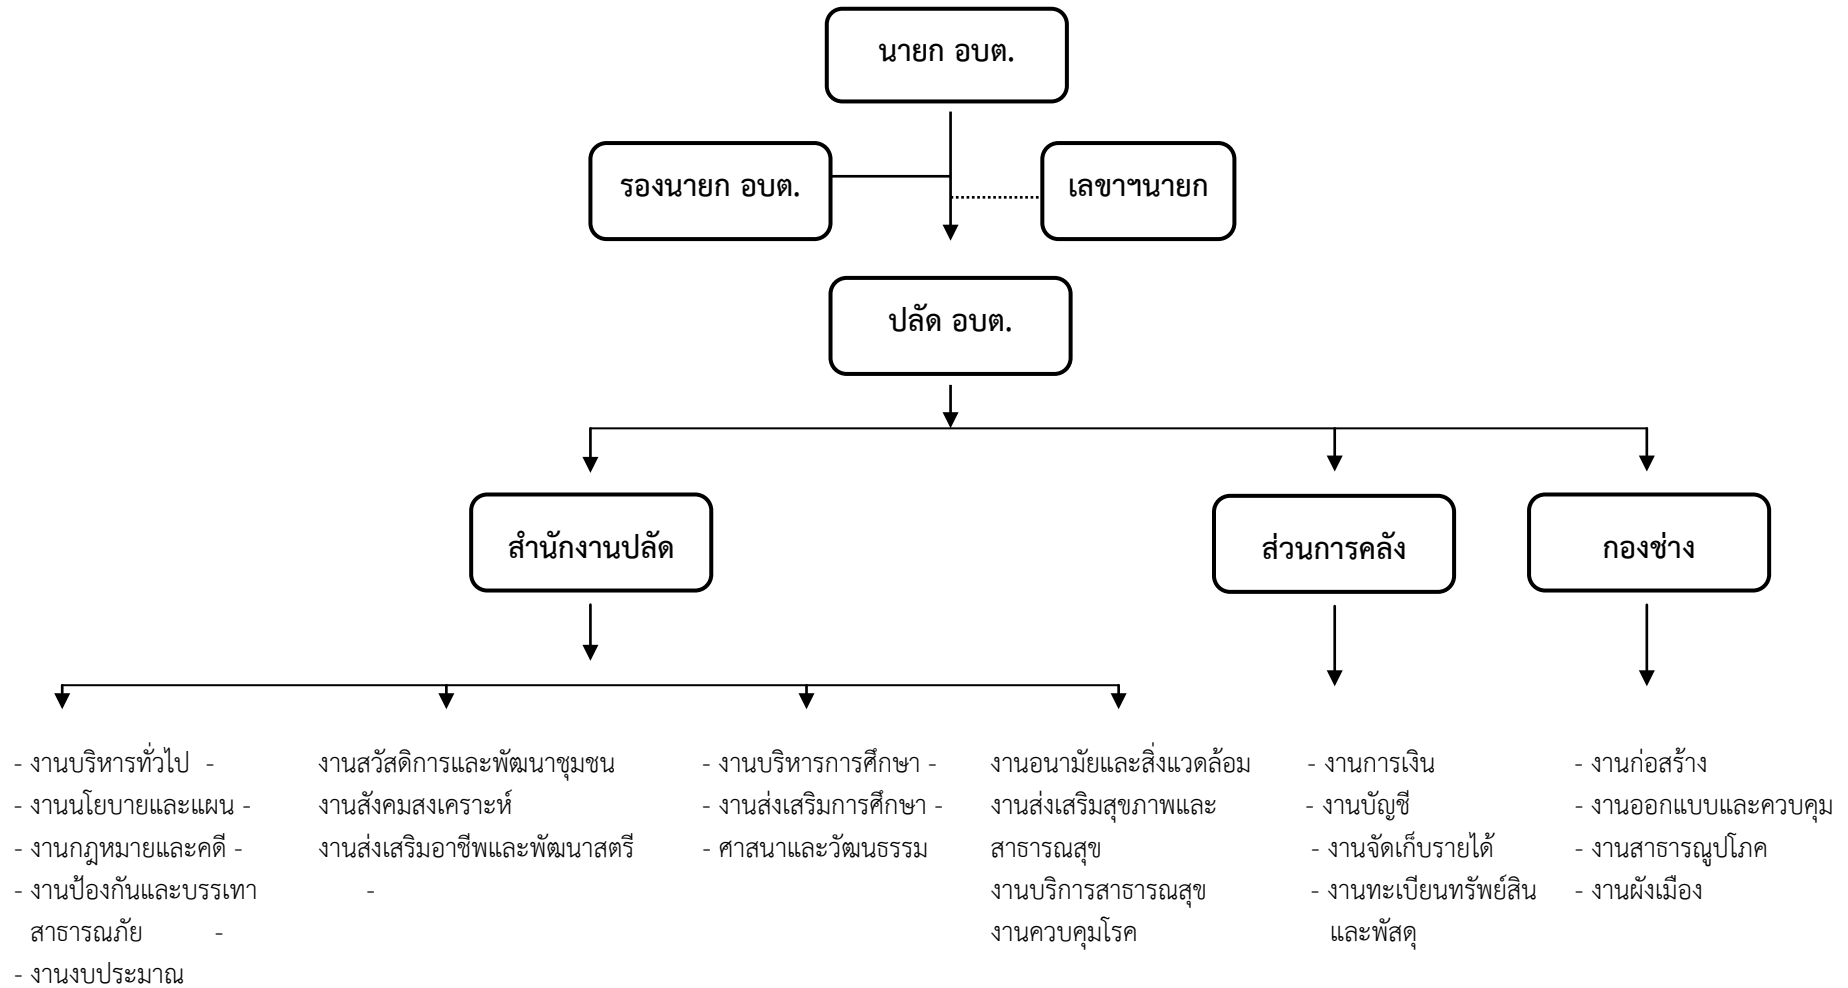 นายก อบต.
รองนายก อบต.
เลขาฯนายก
ปลัด อบต.
สำนักงานปลัด
ส่วนการคลัง
กองช่าง
- งานบริหารทั่วไป -
- งานนโยบายและแผน -
- งานกฎหมายและคดี -
- งานป้องกันและบรรเทา
สาธารณภัย -
- งานงบประมาณ
งานสวัสดิการและพัฒนาชุมชน
งานสังคมสงเคราะห์
งานส่งเสริมอาชีพและพัฒนาสตรี
-
- งานบริหารการศึกษา -
- งานส่งเสริมการศึกษา -
- ศาสนาและวัฒนธรรม
งานอนามัยและสิ่งแวดล้อม
งานส่งเสริมสุขภาพและ
สาธารณสุข
งานบริการสาธารณสุข
งานควบคุมโรค
- งานการเงิน
- งานบัญชี
- งานจัดเก็บรายได้
- งานทะเบียนทรัพย์สิน
และพัสดุ
- งานก่อสร้าง
- งานออกแบบและควบคุม
- งานสาธารณูปโภค
- งานผังเมือง